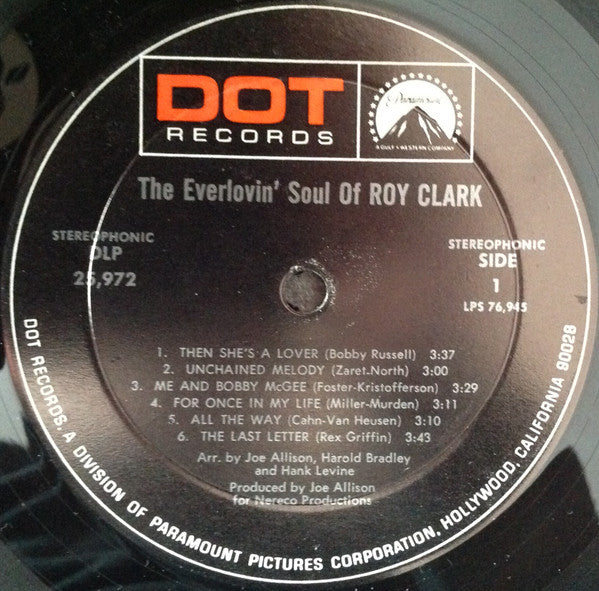 DOT
RECORDS
Paramount
A GULF + WESTERN COMPANY
The Everlovin' Soul Of ROY CLARK
STEREOPHONIC
DLP
25,972
STEREOPHONIC
SIDE
1
LPS 76,945
1. THEN SHE'S A LOVER (Bobby Russell) 3:37
2. UNCHAINED MELODY (Zaret-North) 3:00
3. ME AND BOBBY McGEE (Foster-Kristofferson) 3:29
4. FOR ONCE IN MY LIFE (Miller-Murden) 3:11
5. ALL THE WAY (Cahn-Van Heusen) 3:10
6. THE LAST LETTER (Rex Griffin) 3:43
Arr. by Joe Allison, Harold Bradley
and Hank Levine
Produced by Joe Allison
for Nereco Productions
DOT RECORDS, A DIVISION OF PARAMOUNT PICTURES CORPORATION, HOLLYWOOD, CALIFORNIA 90028